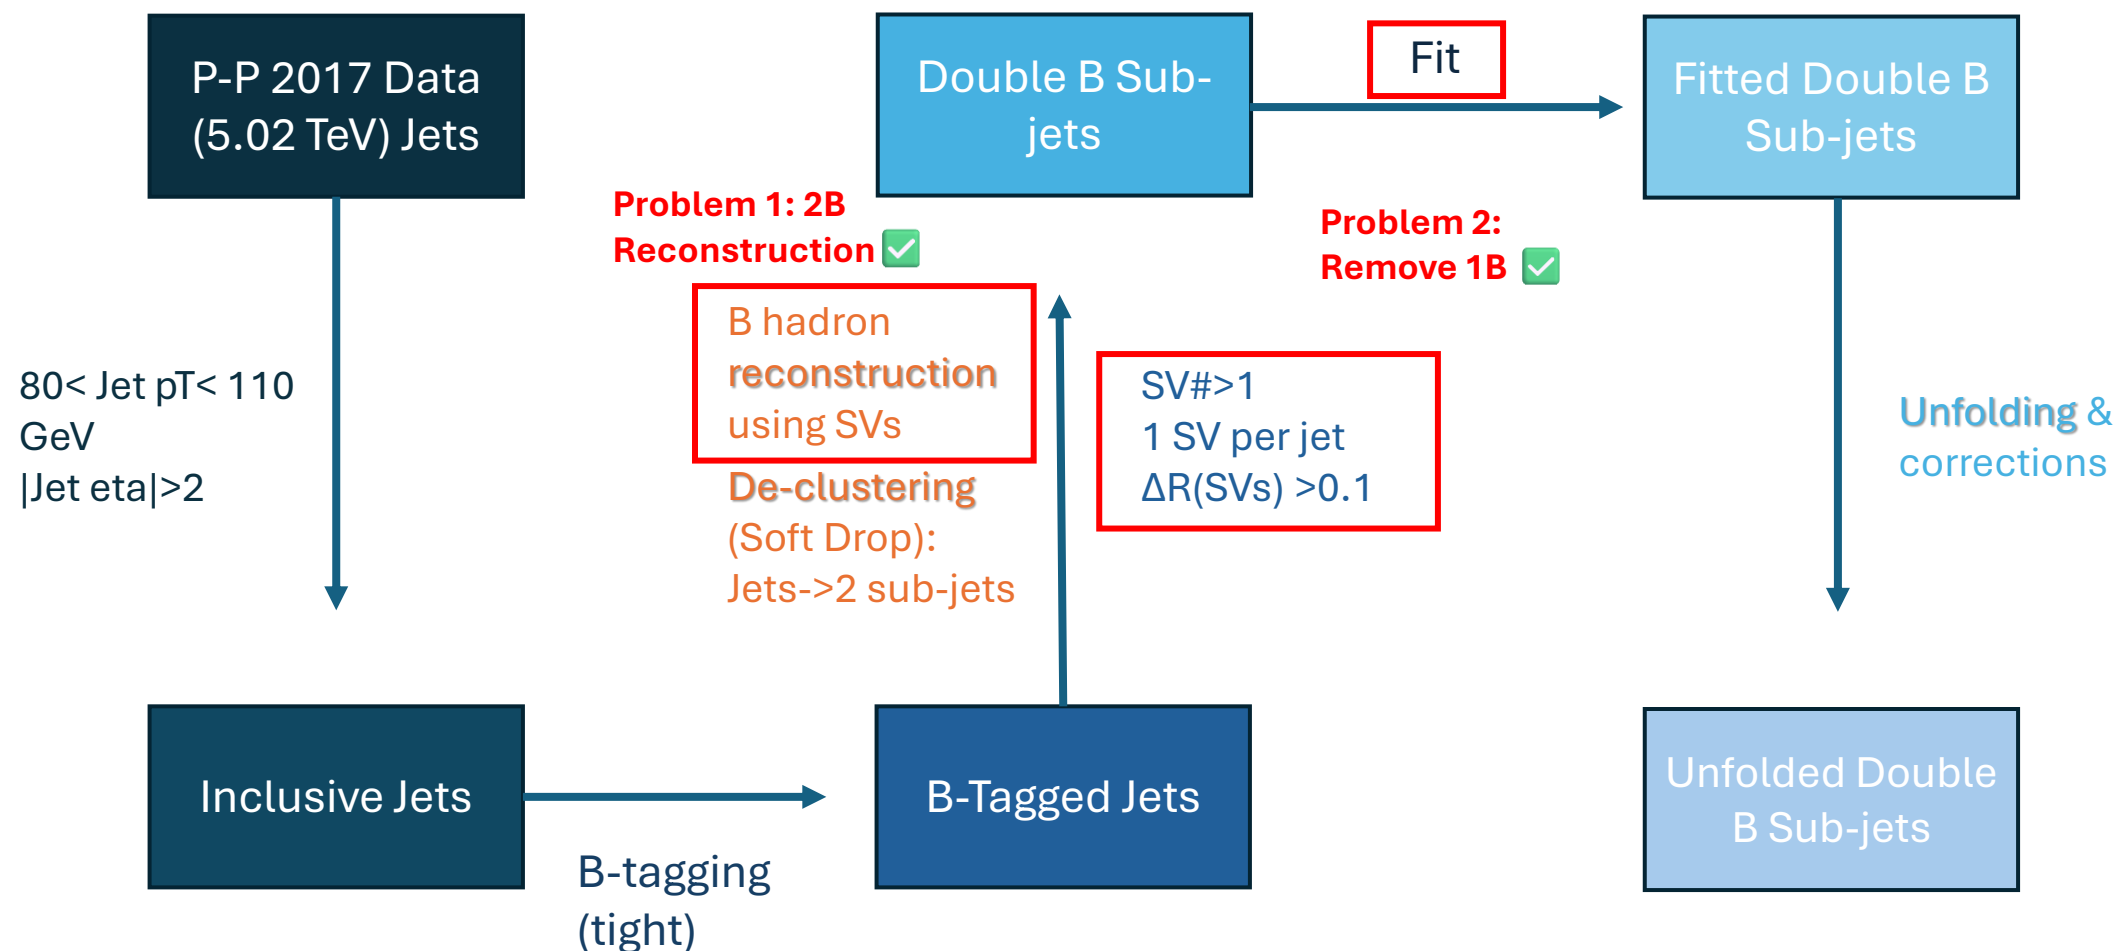 P-P 2017 Data
(5.02 TeV) Jets
80< Jet pT< 110
GeV
|Jet eta|>2
Inclusive Jets
B-tagging
(tight)
B-Tagged Jets
Problem 1: 2B
Reconstruction ✅
B hadron
reconstruction
using SVs
De-clustering
(Soft Drop):
Jets->2 sub-jets
SV#>1
1 SV per jet
ΔR(SVs) >0.1
Double B Sub-
jets
Fit
Problem 2:
Remove 1B ✅
Fitted Double B
Sub-jets
Unfolding &
corrections
Unfolded Double
B Sub-jets